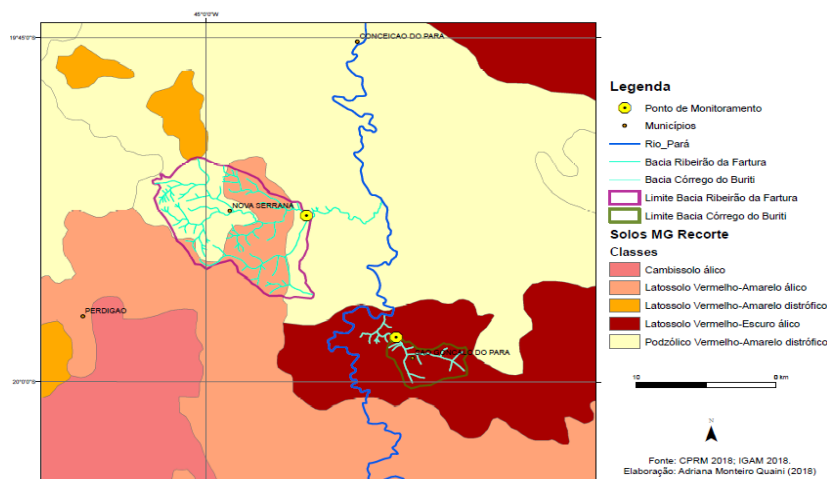 45°0'0"W
19°45'0"S
CONCEICAO DO PARA
NOVA SERRANA
PERDIGAO
DO PARA
20°0'0"S
Legenda
Ponto de Monitoramento
Municípios
Rio_Pará
Bacia Ribeirão da Fartura
Bacia Córrego do Buriti
Limite Bacia Ribeirão da Fartura
Limite Bacia Córrego do Buriti
Solos MG Recorte
Classes
Cambissolo álico
Latossolo Vermelho-Amarelo álico
Latossolo Vermelho-Amarelo distrófico
Latossolo Vermelho-Escuro álico
Podzólico Vermelho-Amarelo distrófico
10 0 km
N
Fonte: CPRM 2018; IGAM 2018.
Elaboração: Adriana Monteiro Quaini (2018)